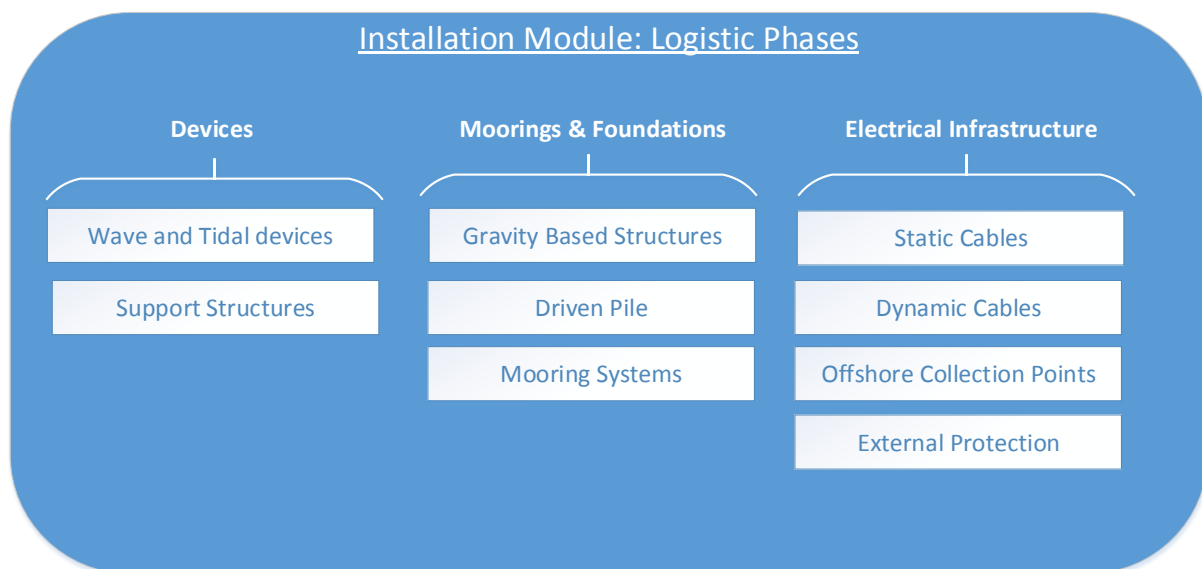 Installation Module: Logistic Phases
Devices
Wave and Tidal devices
Support Structures
Moorings & Foundations
Gravity Based Structures
Driven Pile
Mooring Systems
Electrical Infrastructure
Static Cables
Dynamic Cables
Offshore Collection Points
External Protection